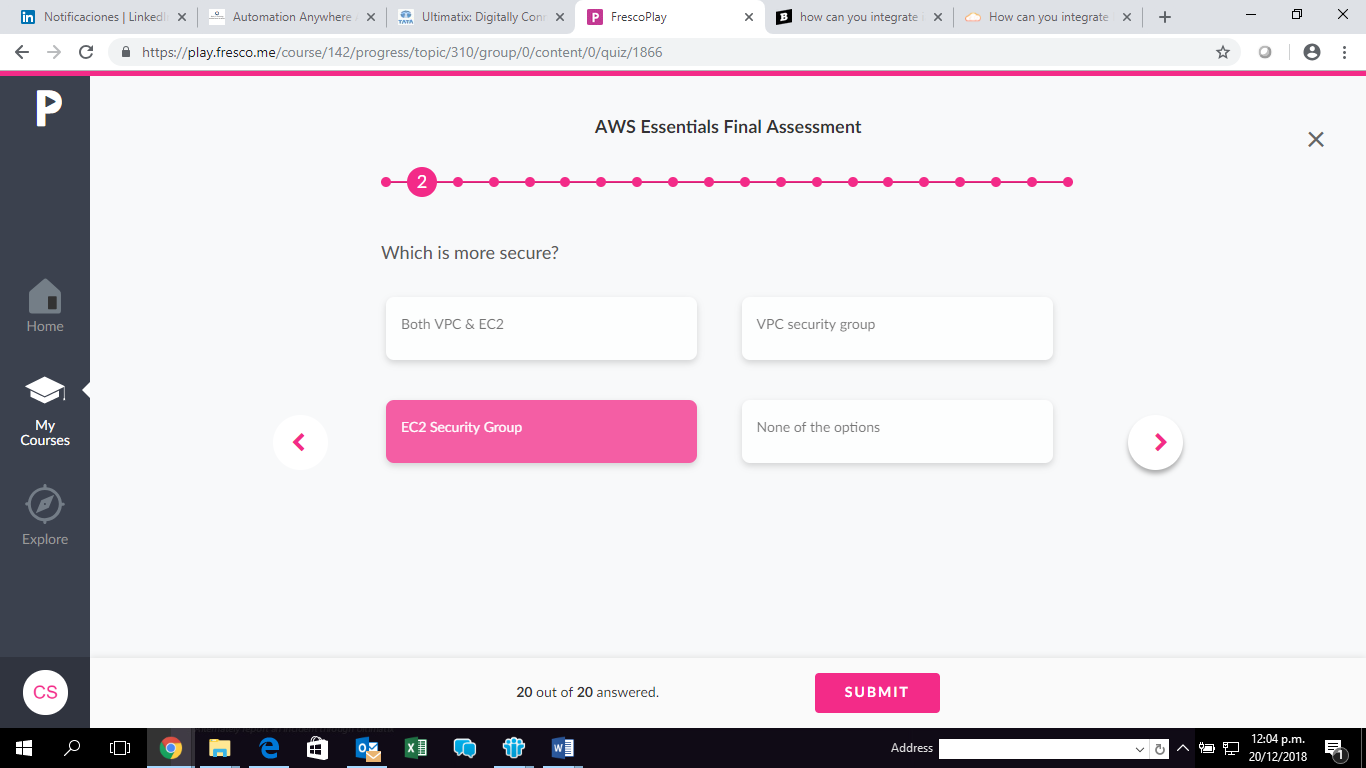 Notificaciones | LinkedI
Automation Anywhere
Ultimatix: Digitally Conn
FrescoPlay
how can you integrate
How can you integrate
https://play.fresco.me/course/142/progress/topic/310/group/0/content/0/quiz/1866
AWS Essentials Final Assessment
2
Which is more secure?
Both VPC & EC2
VPC security group
EC2 Security Group
None of the options
Home
My
Courses
Explore
CS
20 out of 20 answered.
SUBMIT
Address
12:04 p.m.
20/12/2018
1